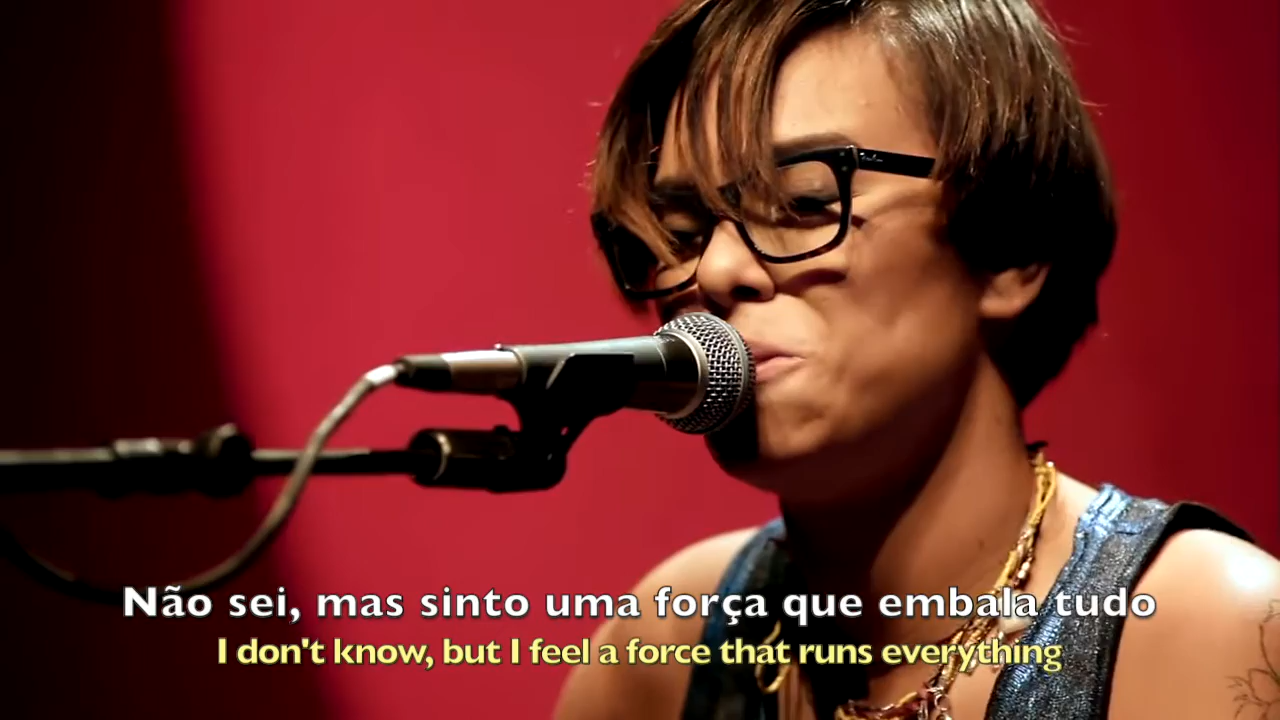 Não sei, mas sinto uma força que embala tudo
I don't know, but I feel a force that runs everything